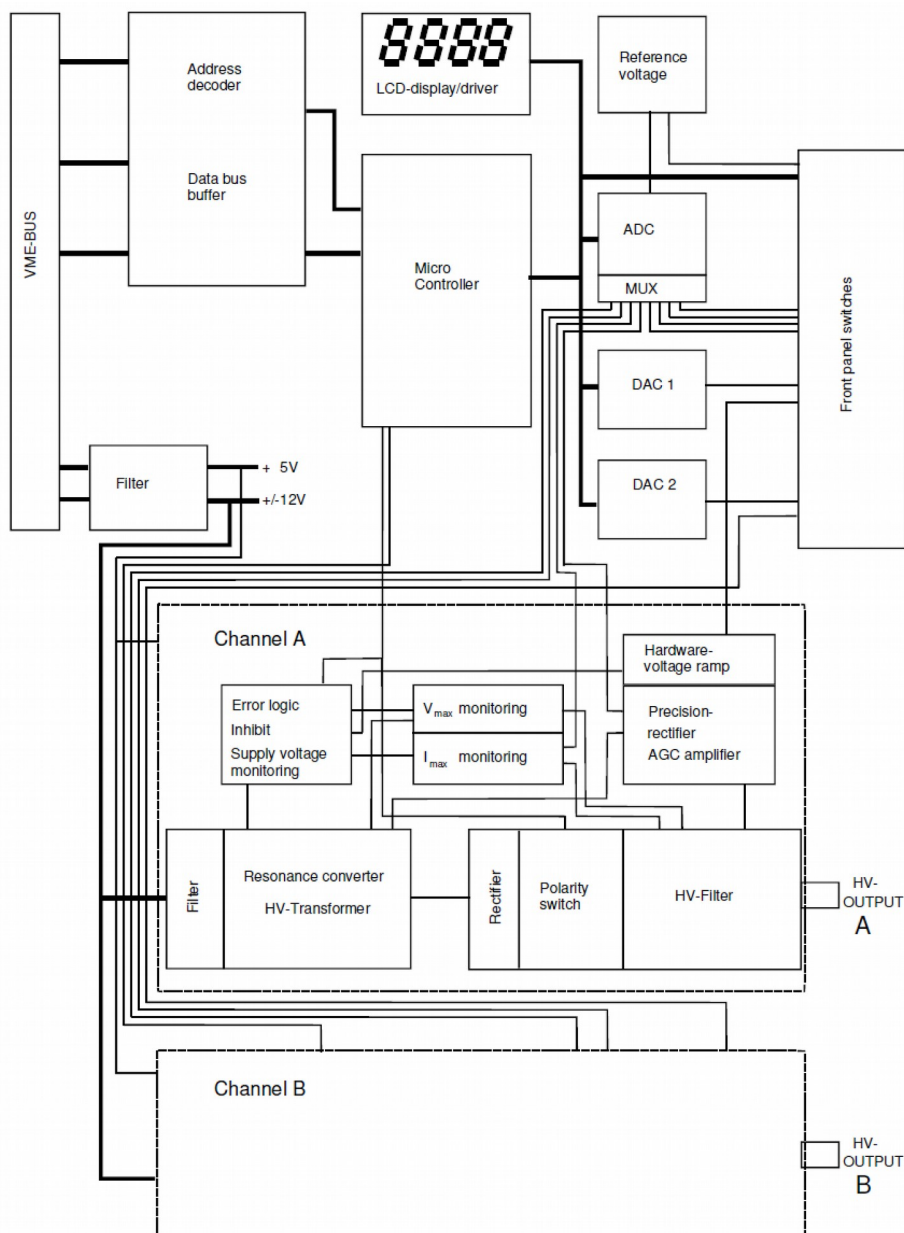 VME-BUS
Address
decoder
Data bus
buffer
8888
LCD-display/driver
Reference
voltage
Micro
Controller
ADC
MUX
DAC 1
DAC 2
Front panel switches
Filter
+ 5V
+/-12V
Channel A
Hardware-
voltage ramp
Error logic
Inhibit
Supply voltage
monitoring
Vmax monitoring
Imax monitoring
Precision-
rectifier
AGC amplifier
Filter
Resonance converter
HV-Transformer
Rectifier
Polarity
switch
HV-Filter
HV-
OUTPUT
A
Channel B
HV-
OUTPUT
B